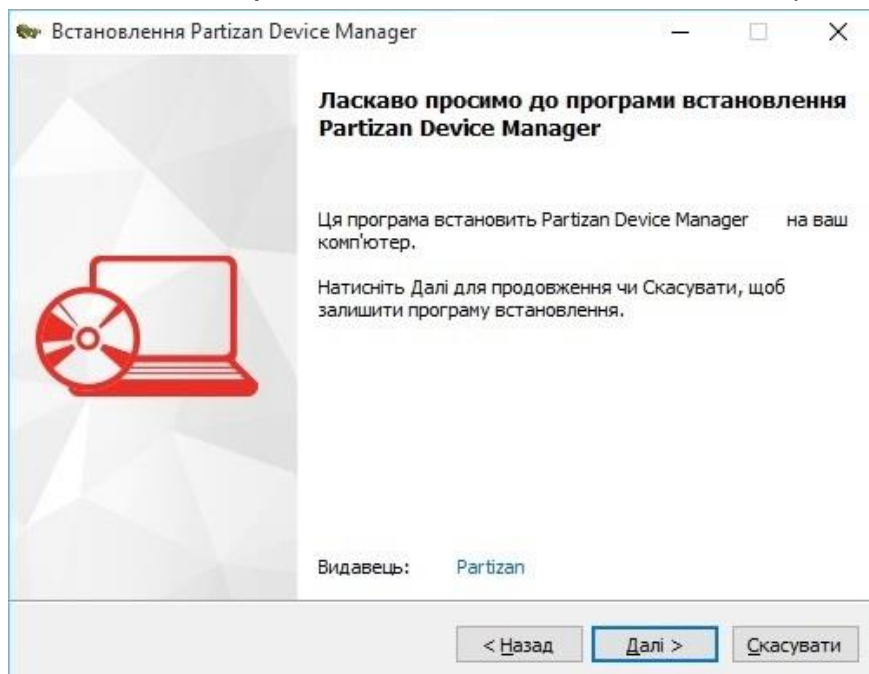 Встановлення Partizan Device Manager
Ласкаво просимо до програми встановлення
Partizan Device Manager
Ця програма встановить Partizan Device Manager на ваш
комп'ютер.
Натисніть Далі для продовження чи Скасувати, щоб
залишити програму встановлення.
Видавець: Partizan
< Назад Далі > Скасувати